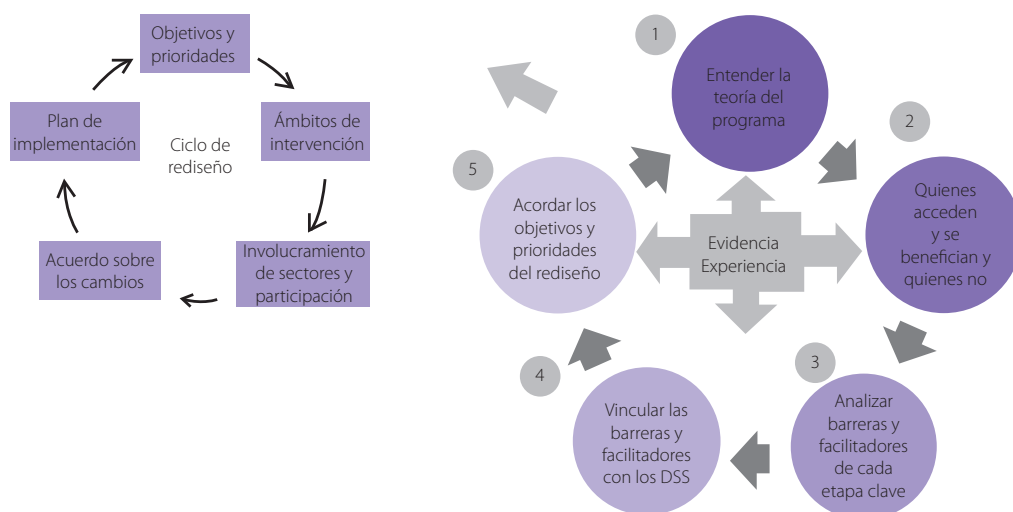 Objetivos y
prioridades
Ámbitos de
intervención
Involucramiento
de sectores y
participación
Acuerdo sobre
los cambios
Plan de
implementación
Ciclo de
rediseño
1
Entender la
teoría del
programa
2
Quienes
acceden
y se
benefician y
quienes no
3
Analizar
barreras y
facilitadores
de cada
etapa clave
4
Vincular las
barreras y
facilitadores
con los DSS
5
Acordar los
objetivos y
prioridades
del rediseño
Evidencia
Experiencia